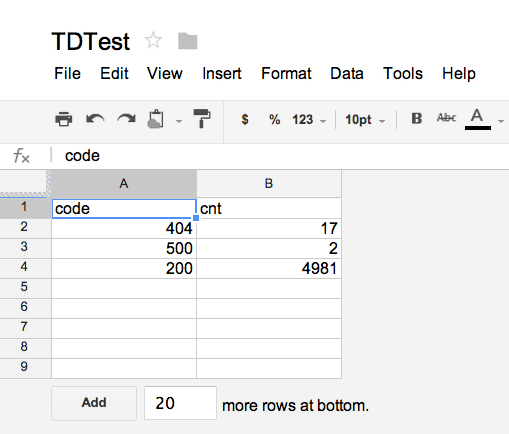 TDTest
File Edit View Insert Format Data Tools Help
$ % 123 10pt B Abc A
fx code
A B
1 code cnt
2 404 17
3 500 2
4 200 4981
5
6
7
8
9
Add 20 more rows at bottom.